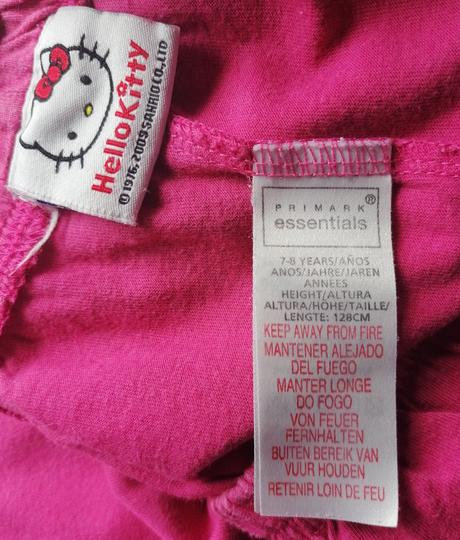 HelloKitty
©1976, 2009 SANRIO CO.,LTD
PRIMARK®
essentials
7-8 YEARS/AÑOS
ANOS/JAHRE/JAREN
ANNEES
HEIGHT/ALTURA
ALTURA/HÖHE/TAILLE/
LENGTE: 128CM
KEEP AWAY FROM FIRE
MANTENER ALEJADO
DEL FUEGO
MANTER LONGE
DO FOGO
VON FEUER
FERNHALTEN
BUITEN BEREIK VAN
VUUR HOUDEN
RETENIR LOIN DE FEU